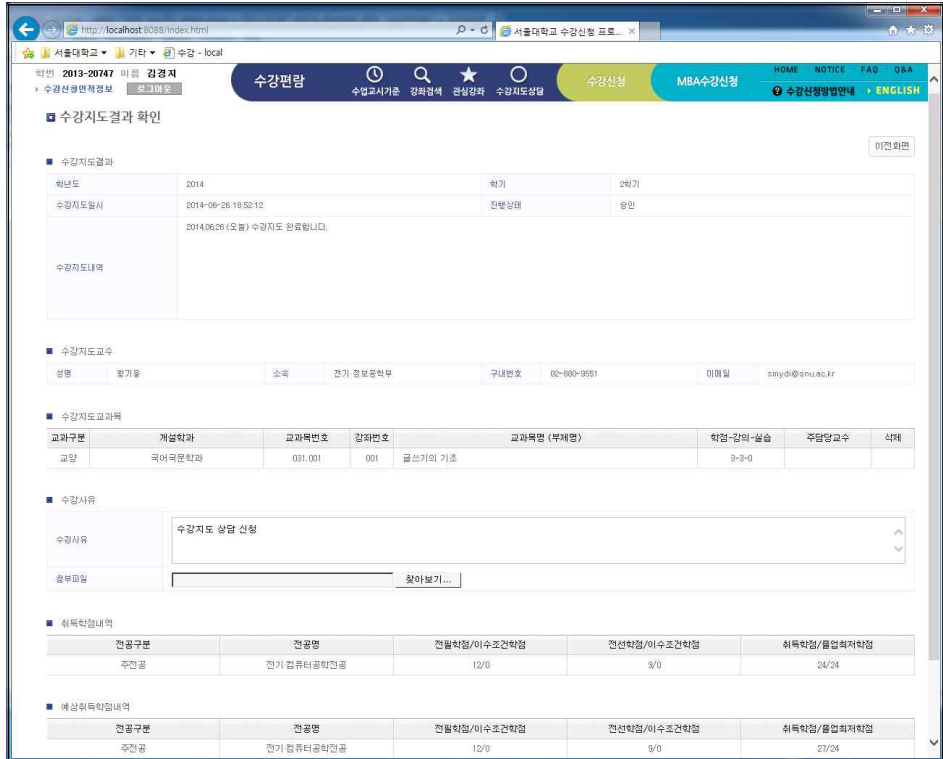 http://localhost:8088/index.html
서울대학교 수강신청 프로... ×
서울대학교 ▼ 기타 ▼ 수강 - local
학번 2013-20747 이름 김경지
수강신청인적정보 로그아웃
수강편람 수업교시기준 강좌검색 관심강좌 수강지도상담 수강신청 MBA수강신청
HOME NOTICE FAQ Q&A
수강신청방법안내 ENGLISH
수강지도결과 확인
이전화면
수강지도결과
학년도 2014 학기 2학기
수강지도일시 2014-06-26 18:52:12 진행상태 승인
수강지도내역 2014.06.26 (오늘) 수강지도 완료합니다.
수강지도교수
성명 소속 전기·정보공학부 구내번호 02-880-9551 이메일 smydi@snu.ac.kr
수강지도교과목
교과구분 개설학과 교과목번호 강좌번호 교과목명 (부제명) 학점-강의-실습 주담당교수 삭제
교양 국어국문학과 031.001 001 글쓰기의 기초 3-3-0
수강사유
수강사유 수강지도 상담 신청
첨부파일 찾아보기...
취득학점내역
전공구분 전공명 전필학점/이수조건학점 전선학점/이수조건학점 취득학점/졸업최저학점
주전공 전기·컴퓨터공학전공 12/0 9/0 24/24
예상취득학점내역
전공구분 전공명 전필학점/이수조건학점 전선학점/이수조건학점 취득학점/졸업최저학점
주전공 전기·컴퓨터공학전공 12/0 9/0 27/24